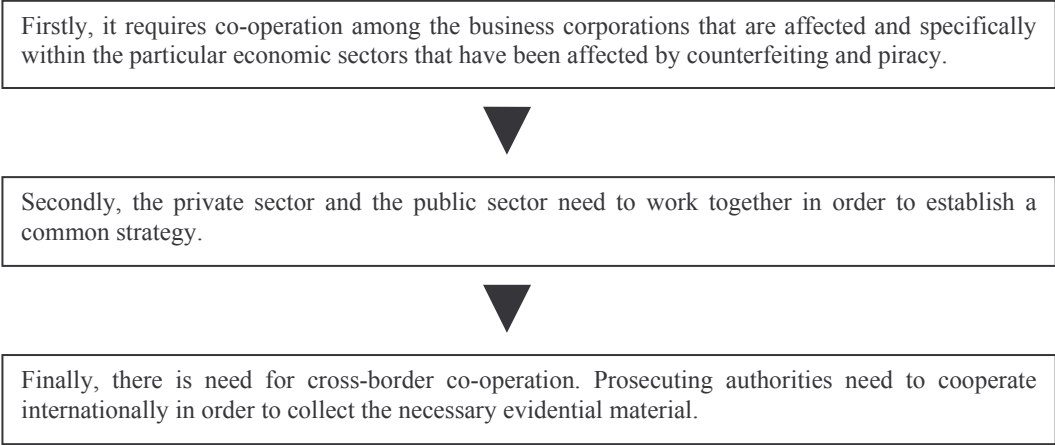 Firstly, it requires co-operation among the business corporations that are affected and specifically
within the particular economic sectors that have been affected by counterfeiting and piracy.
Secondly, the private sector and the public sector need to work together in order to establish a
common strategy.
Finally, there is need for cross-border co-operation. Prosecuting authorities need to cooperate
internationally in order to collect the necessary evidential material.